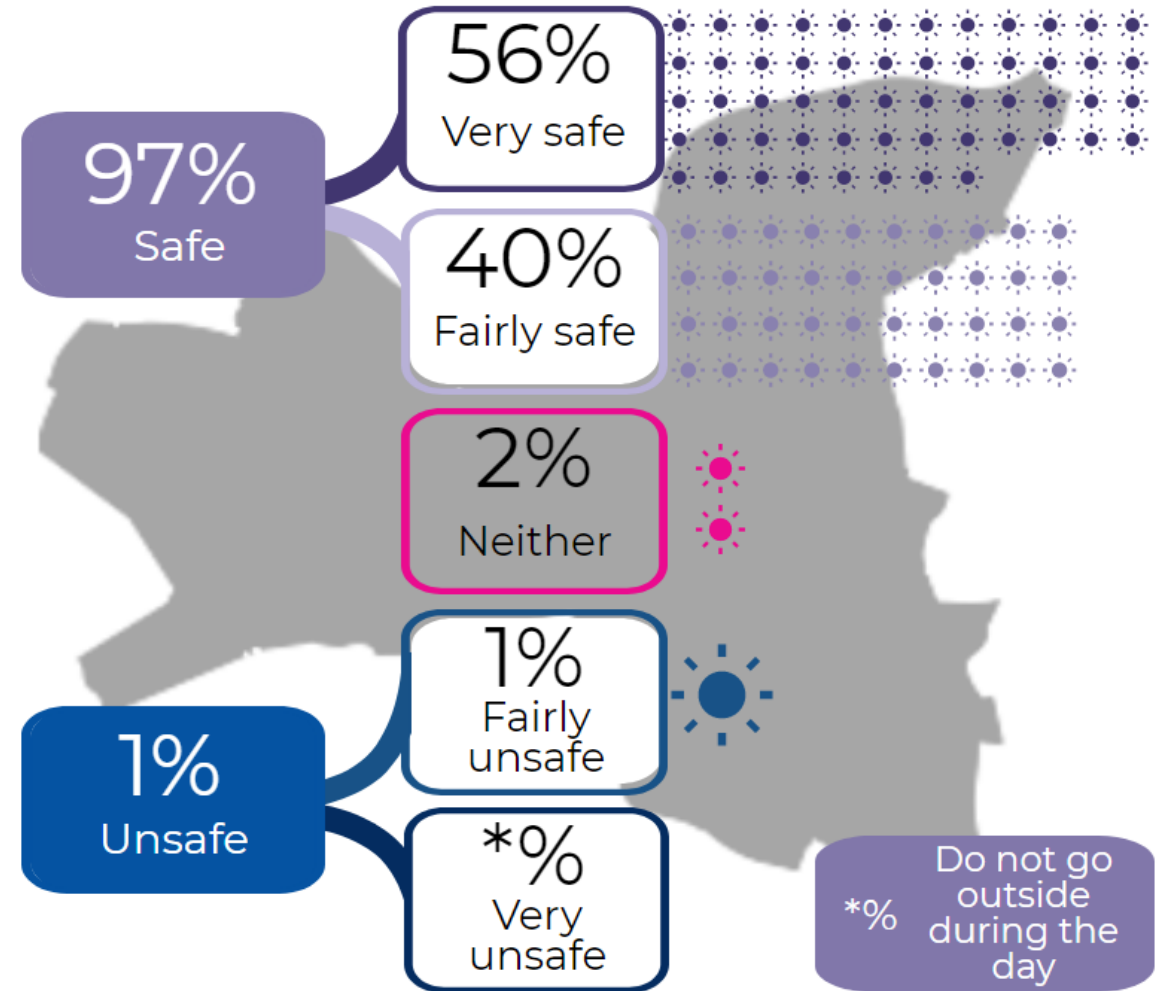 56%
Very safe
97%
Safe
40%
Fairly safe
2%
Neither
1%
Fairly
unsafe
1%
Unsafe
*%
Very
unsafe
*%
Do not go
outside
during the
day